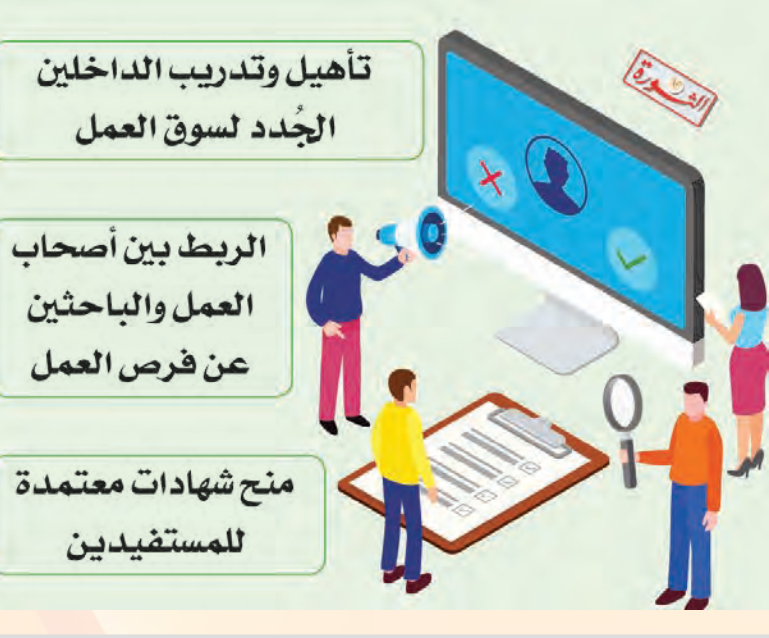 تأهيل وتدريب الداخلين
الجُدد لسوق العمل
الثـورة
الربط بين أصحاب
العمل والباحثين
عن فرص العمل
منح شهادات معتمدة
للمستفيدين